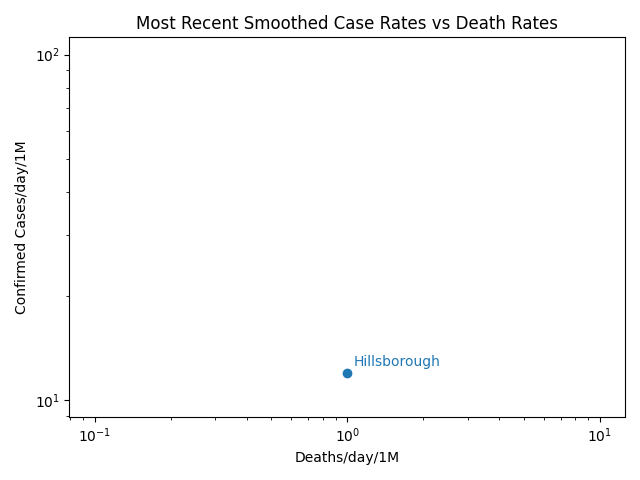 Most Recent Smoothed Case Rates vs Death Rates
10²
Confirmed Cases/day/1M
Hillsborough
10¹
10⁻¹
10⁰
10¹
Deaths/day/1M